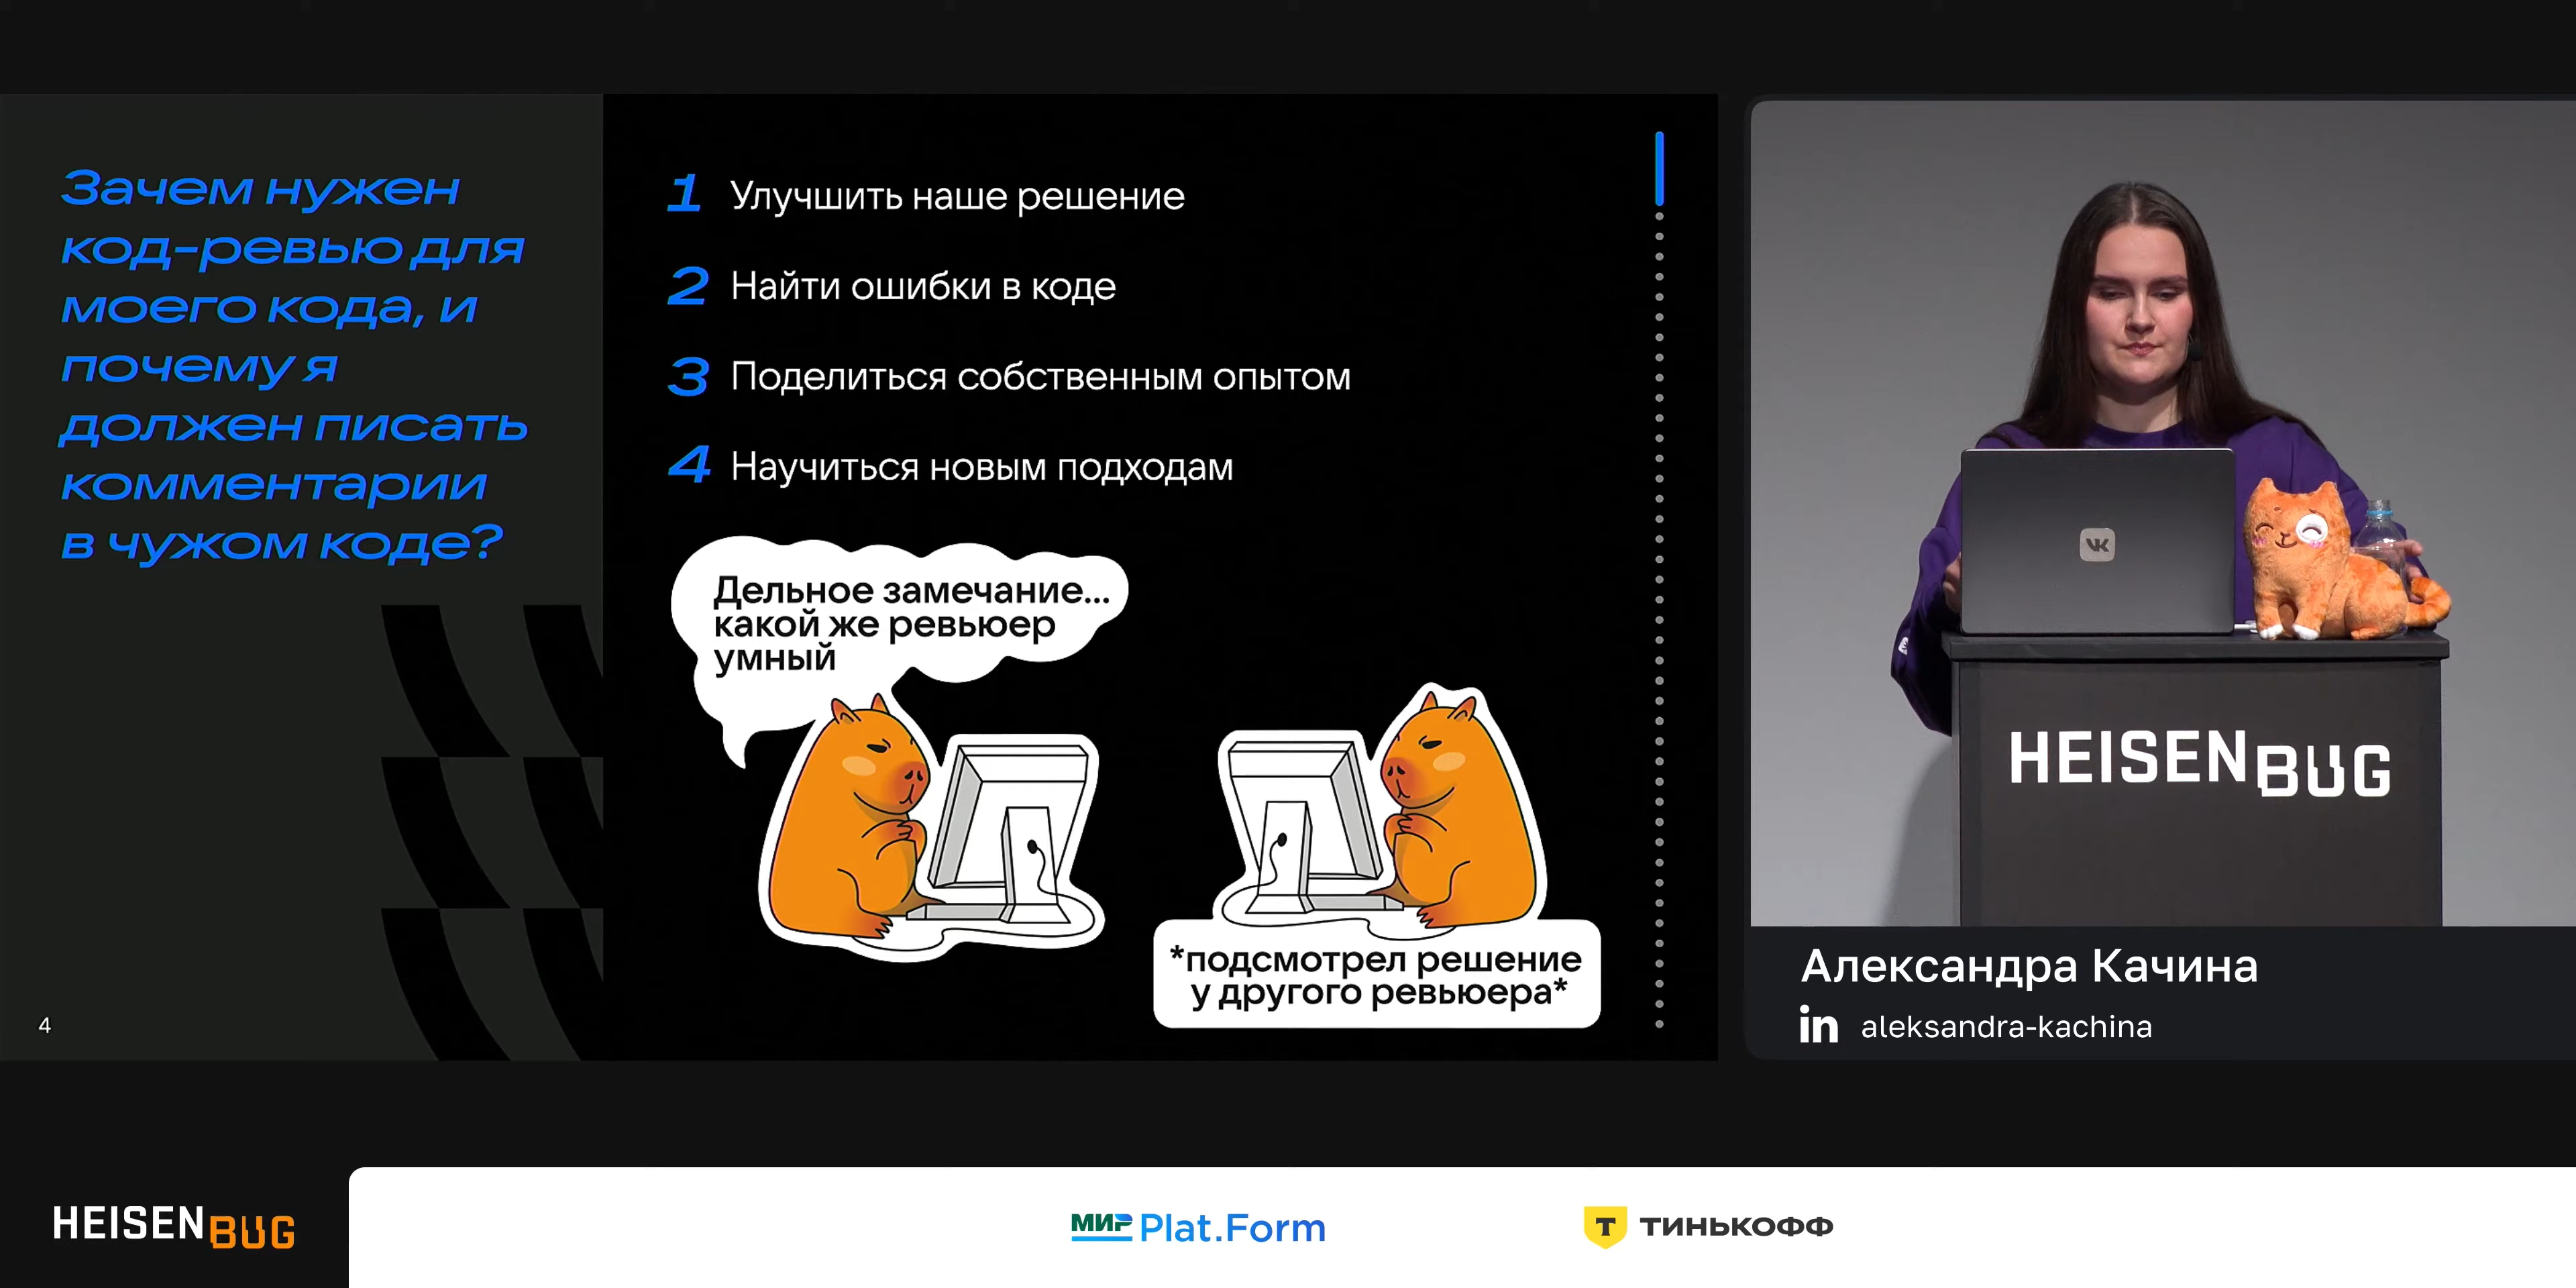 Зачем нужен
код-ревью для
моего кода, и
почему я
должен писать
комментарии
в чужом коде?
4
1 Улучшить наше решение
2 Найти ошибки в коде
3 Поделиться собственным опытом
4 Научиться новым подходам
Дельное замечание...
какой же ревьюер
умный
*подсмотрел решение
у другого ревьюера*
VK
HEISENBUG
Александра Качина
in aleksandra-kachina
HEISENBUG
МИР Plat.Form
Т ТИНЬКОФФ